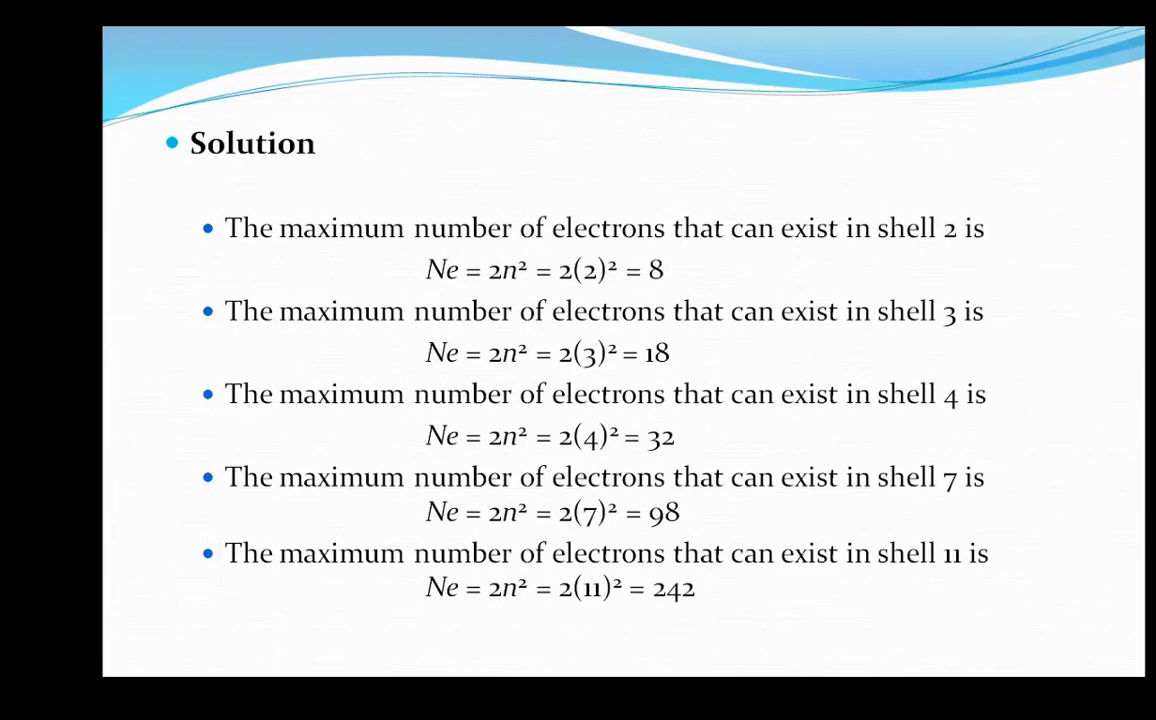 Solution
The maximum number of electrons that can exist in shell 2 is
Ne = 2n² = 2(2)² = 8
The maximum number of electrons that can exist in shell 3 is
Ne = 2n² = 2(3)² = 18
The maximum number of electrons that can exist in shell 4 is
Ne = 2n² = 2(4)² = 32
The maximum number of electrons that can exist in shell 7 is
Ne = 2n² = 2(7)² = 98
The maximum number of electrons that can exist in shell 11 is
Ne = 2n² = 2(11)² = 242